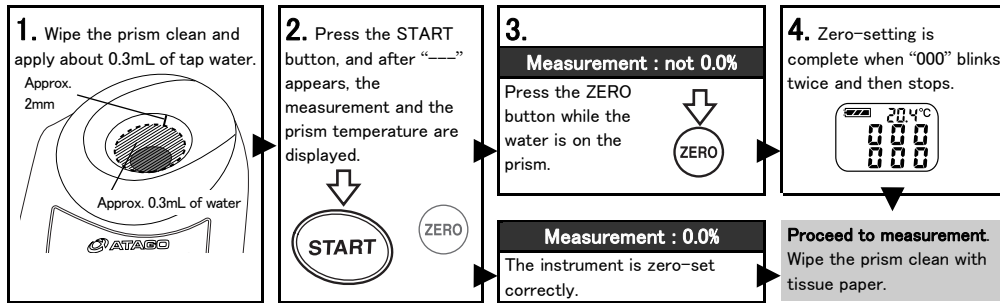 1. Wipe the prism clean and
apply about 0.3mL of tap water.
Approx.
2mm
Approx. 0.3mL of water
ATAGO
2. Press the START
button, and after “---”
appears, the
measurement and the
prism temperature are
displayed.
START
ZERO
3.
Measurement : not 0.0%
Press the ZERO
button while the
water is on the
prism.
ZERO
Measurement : 0.0%
The instrument is zero-set
correctly.
4. Zero-setting is
complete when “000” blinks
twice and then stops.
20.4°C
000
000
Proceed to measurement.
Wipe the prism clean with
tissue paper.